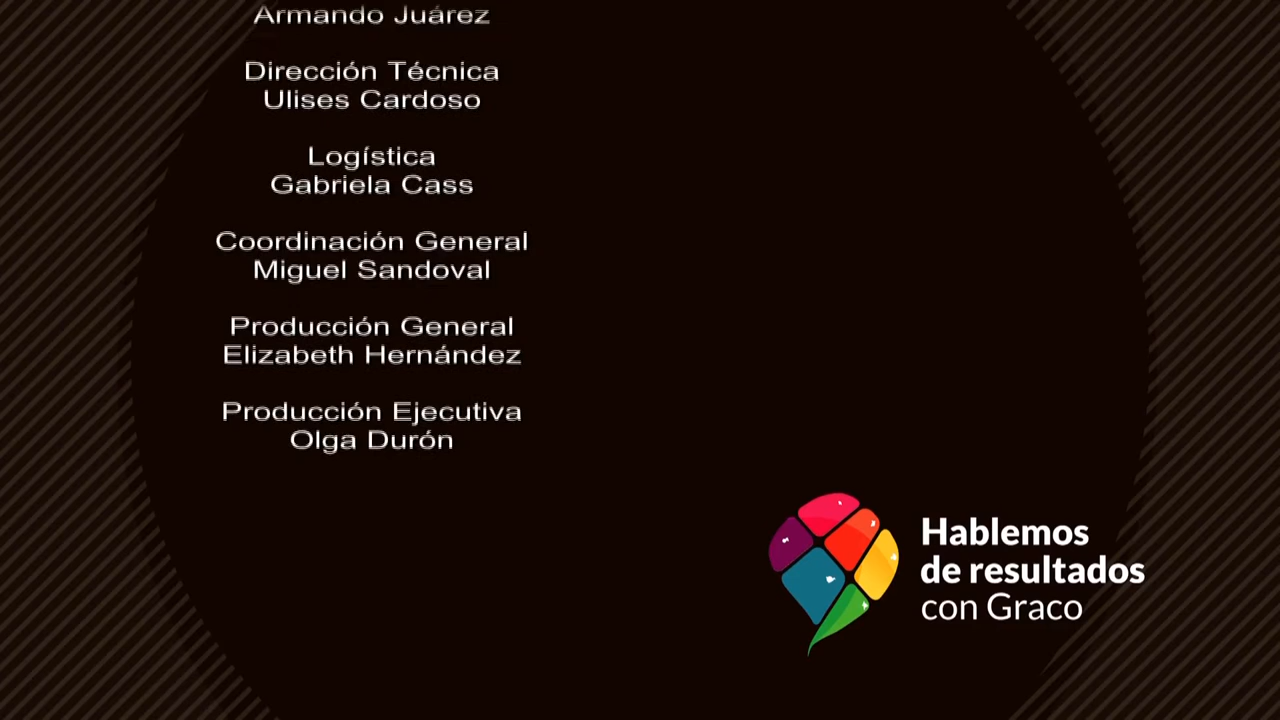 Armando Juárez
Dirección Técnica
Ulises Cardoso
Logística
Gabriela Cass
Coordinación General
Miguel Sandoval
Producción General
Elizabeth Hernández
Producción Ejecutiva
Olga Durón
Hablemos
de resultados
con Graco